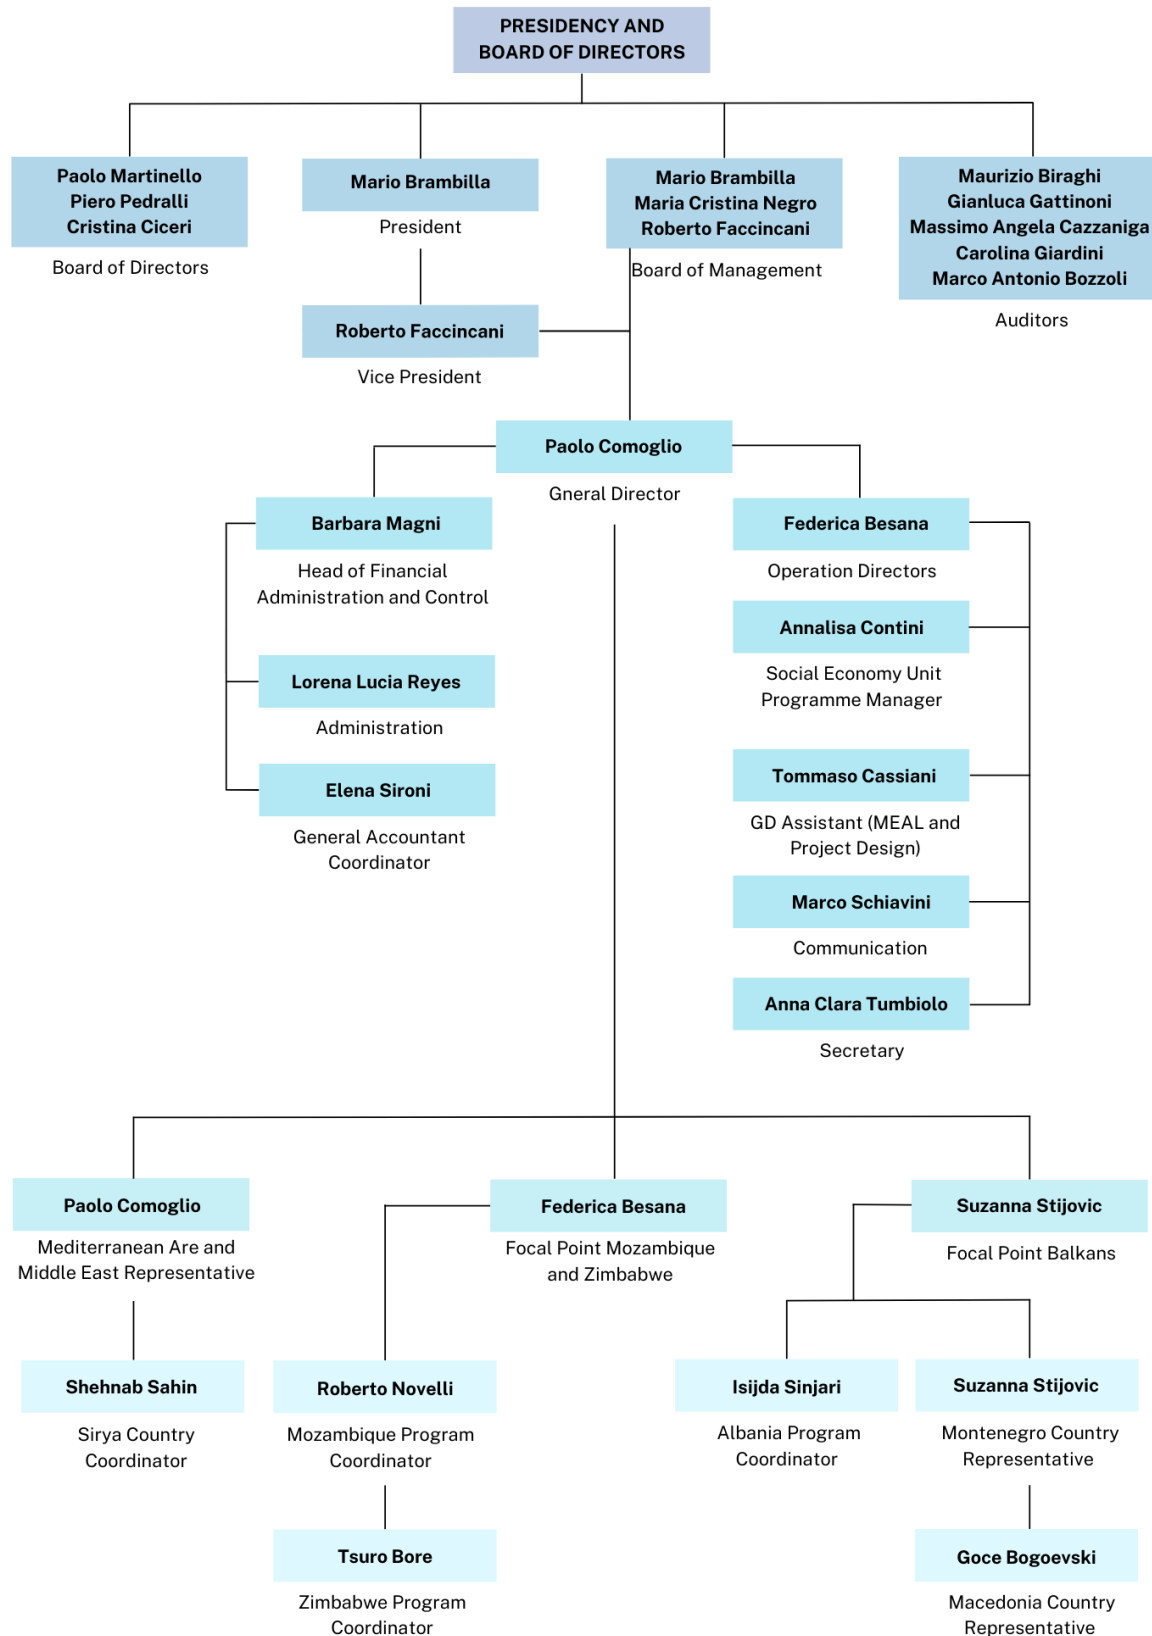 PRESIDENCY AND
BOARD OF DIRECTORS
Paolo Martinello
Piero Pedralli
Cristina Ciceri
Board of Directors
Mario Brambilla
President
Mario Brambilla
Maria Cristina Negro
Roberto Faccincani
Board of Management
Maurizio Biraghi
Gianluca Gattinoni
Massimo Angela Cazzaniga
Carolina Giardini
Marco Antonio Bozzoli
Auditors
Roberto Faccincani
Vice President
Paolo Comoglio
Gneral Director
Barbara Magni
Head of Financial
Administration and Control
Lorena Lucia Reyes
Administration
Elena Sironi
General Accountant
Coordinator
Federica Besana
Operation Directors
Annalisa Contini
Social Economy Unit
Programme Manager
Tommaso Cassiani
GD Assistant (MEAL and
Project Design)
Marco Schiavini
Communication
Anna Clara Tumbiolo
Secretary
Paolo Comoglio
Mediterranean Are and
Middle East Representative
Shehnab Sahin
Sirya Country
Coordinator
Federica Besana
Focal Point Mozambique
and Zimbabwe
Roberto Novelli
Mozambique Program
Coordinator
Tsuro Bore
Zimbabwe Program
Coordinator
Suzanna Stijovic
Focal Point Balkans
Isijda Sinjari
Albania Program
Coordinator
Suzanna Stijovic
Montenegro Country
Representative
Goce Bogoevski
Macedonia Country
Representative